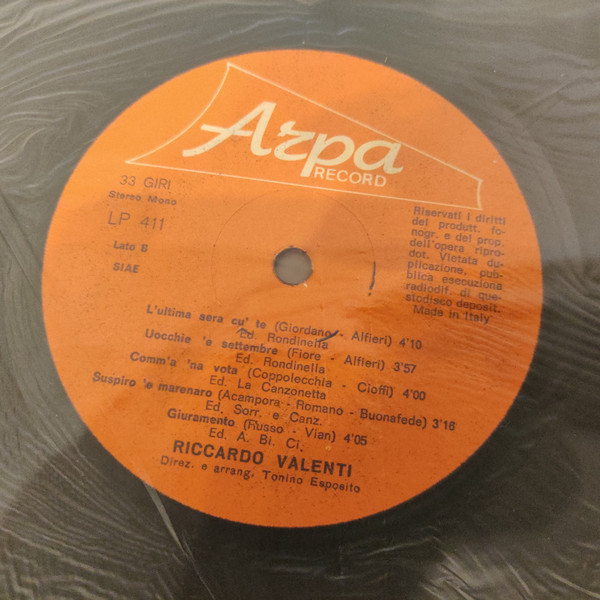 Arpa
RECORD
33 GIRI
Stereo Mono
LP 411
Lato B
SIAE
Riservati i diritti
del produtt. fo-
nogr. e del prop.
dell'opera ripro-
dot. Vietata du-
plicazione, pub-
blica escouzione
radiodif. di que-
stodisco deposit.
Made in Italy
L'ultima sera cu' te (Giordano - Alfieri) 4'10
Ed. Rondinella
Uocchie 'e settembre (Fiore - Alfieri) 3'57
Ed. Rondinella
Comm'a 'na vota (Coppolecchia - Cioffi) 4'00
Ed. La Canzonetta
Suspiro 'e marenaro (Acampora - Romano - Buonafede) 3'16
Ed. Sorr. e Canz.
Giuramento (Russo - Vian) 4'05
Ed. A. Bi. Ci.
RICCARDO VALENTI
Direz. e arrang. Tonino Esposito